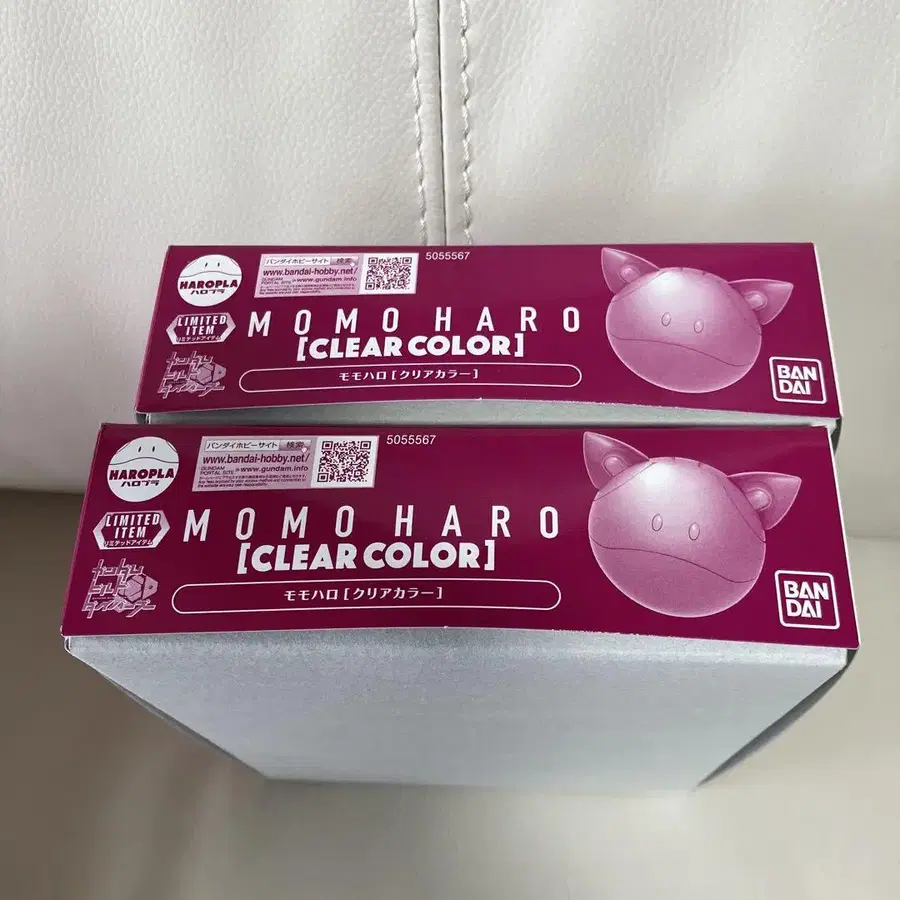 HAROPLA
ハロプラ
バンダイホビーサイト 検索
www.bandai-hobby.net/
GUNDAM
PORTAL SITE
www.gundam.info
5055567
LIMITED
ITEM
リミテッドアイテム
MOMO HARO
[CLEAR COLOR]
モモハロ [クリアカラー]
BAN
DAI
HAROPLA
ハロプラ
バンダイホビーサイト 検索
www.bandai-hobby.net/
GUNDAM
PORTAL SITE
www.gundam.info
5055567
LIMITED
ITEM
リミテッドアイテム
MOMO HARO
[CLEAR COLOR]
モモハロ [クリアカラー]
BAN
DAI